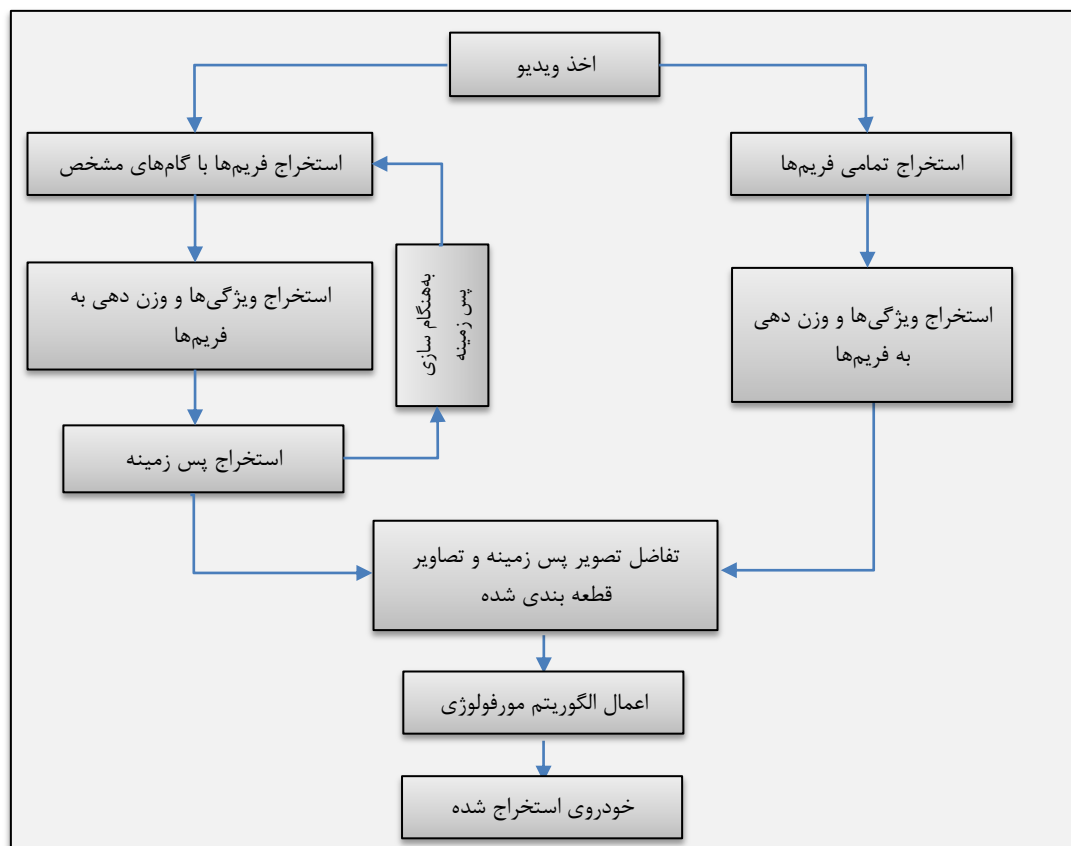 اخذ ویدیو
استخراج فریم‌ها با گام‌های مشخص
استخراج تمامی فریم‌ها
استخراج ویژگی‌ها و وزن دهی به
فریم‌ها
به‌هنگام سازی
پس زمینه
استخراج ویژگی‌ها و وزن دهی
به فریم‌ها
استخراج پس زمینه
تفاضل تصویر پس زمینه و تصاویر
قطعه بندی شده
اعمال الگوریتم مورفولوژی
خودروی استخراج شده